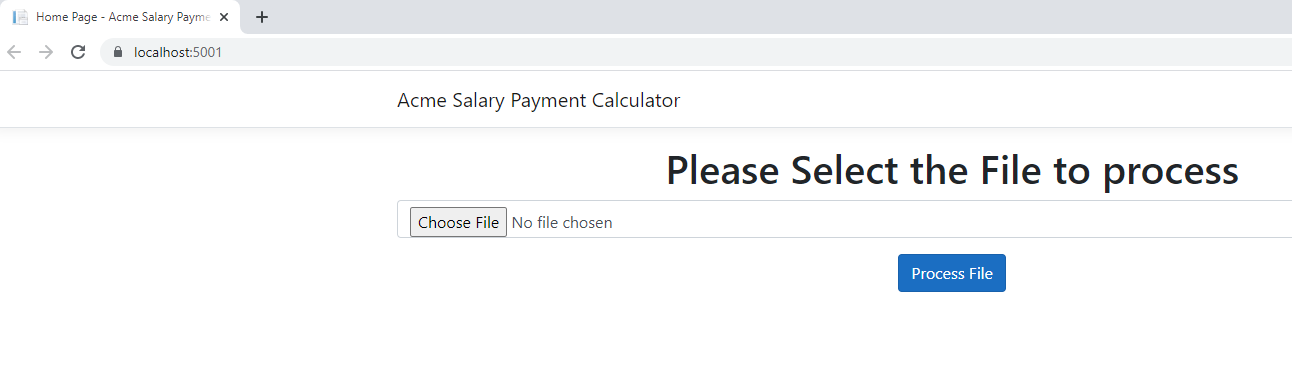 Home Page - Acme Salary Payme
localhost:5001
Acme Salary Payment Calculator
Please Select the File to process
Choose File No file chosen
Process File